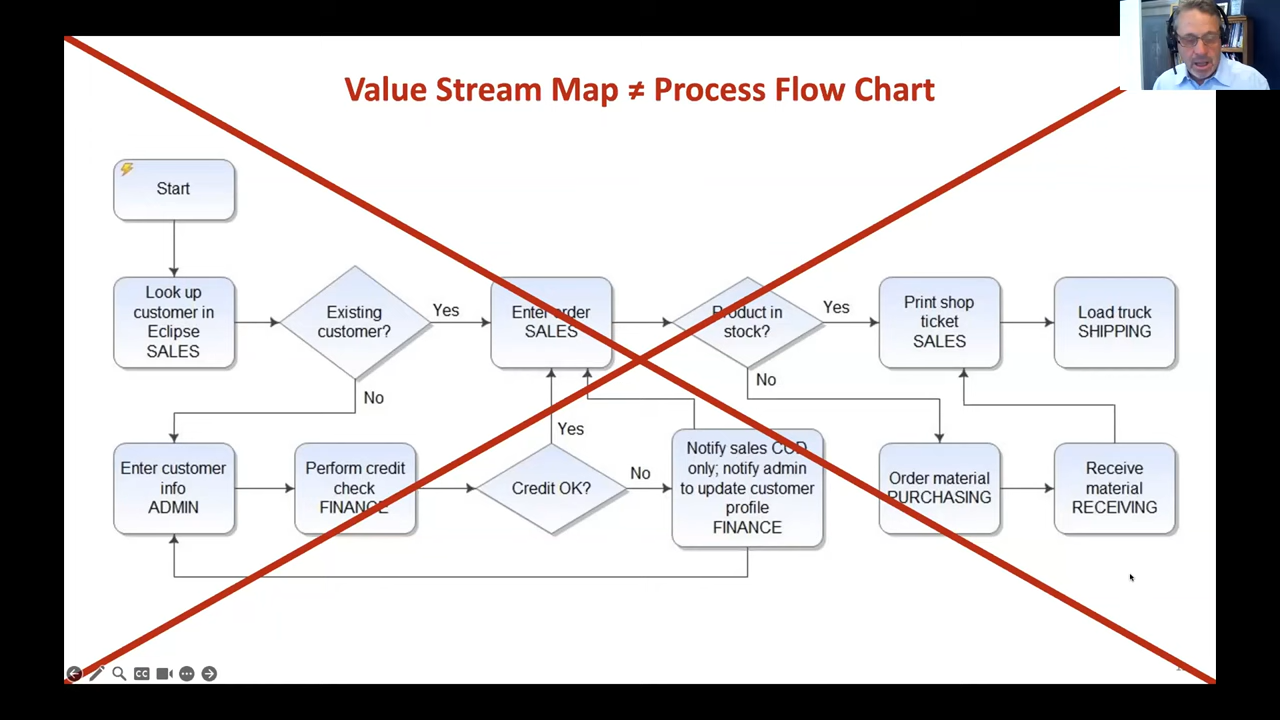 Value Stream Map ≠ Process Flow Chart
Start
Look up
customer in
Eclipse
SALES
Existing
customer?
Yes
Enter order
SALES
Product in
stock?
Yes
Print shop
ticket
SALES
Load truck
SHIPPING
No
No
Yes
Enter customer
info
ADMIN
Perform credit
check
FINANCE
Credit OK?
No
Notify sales COD
only; notify admin
to update customer
profile
FINANCE
Order material
PURCHASING
Receive
material
RECEIVING
CC